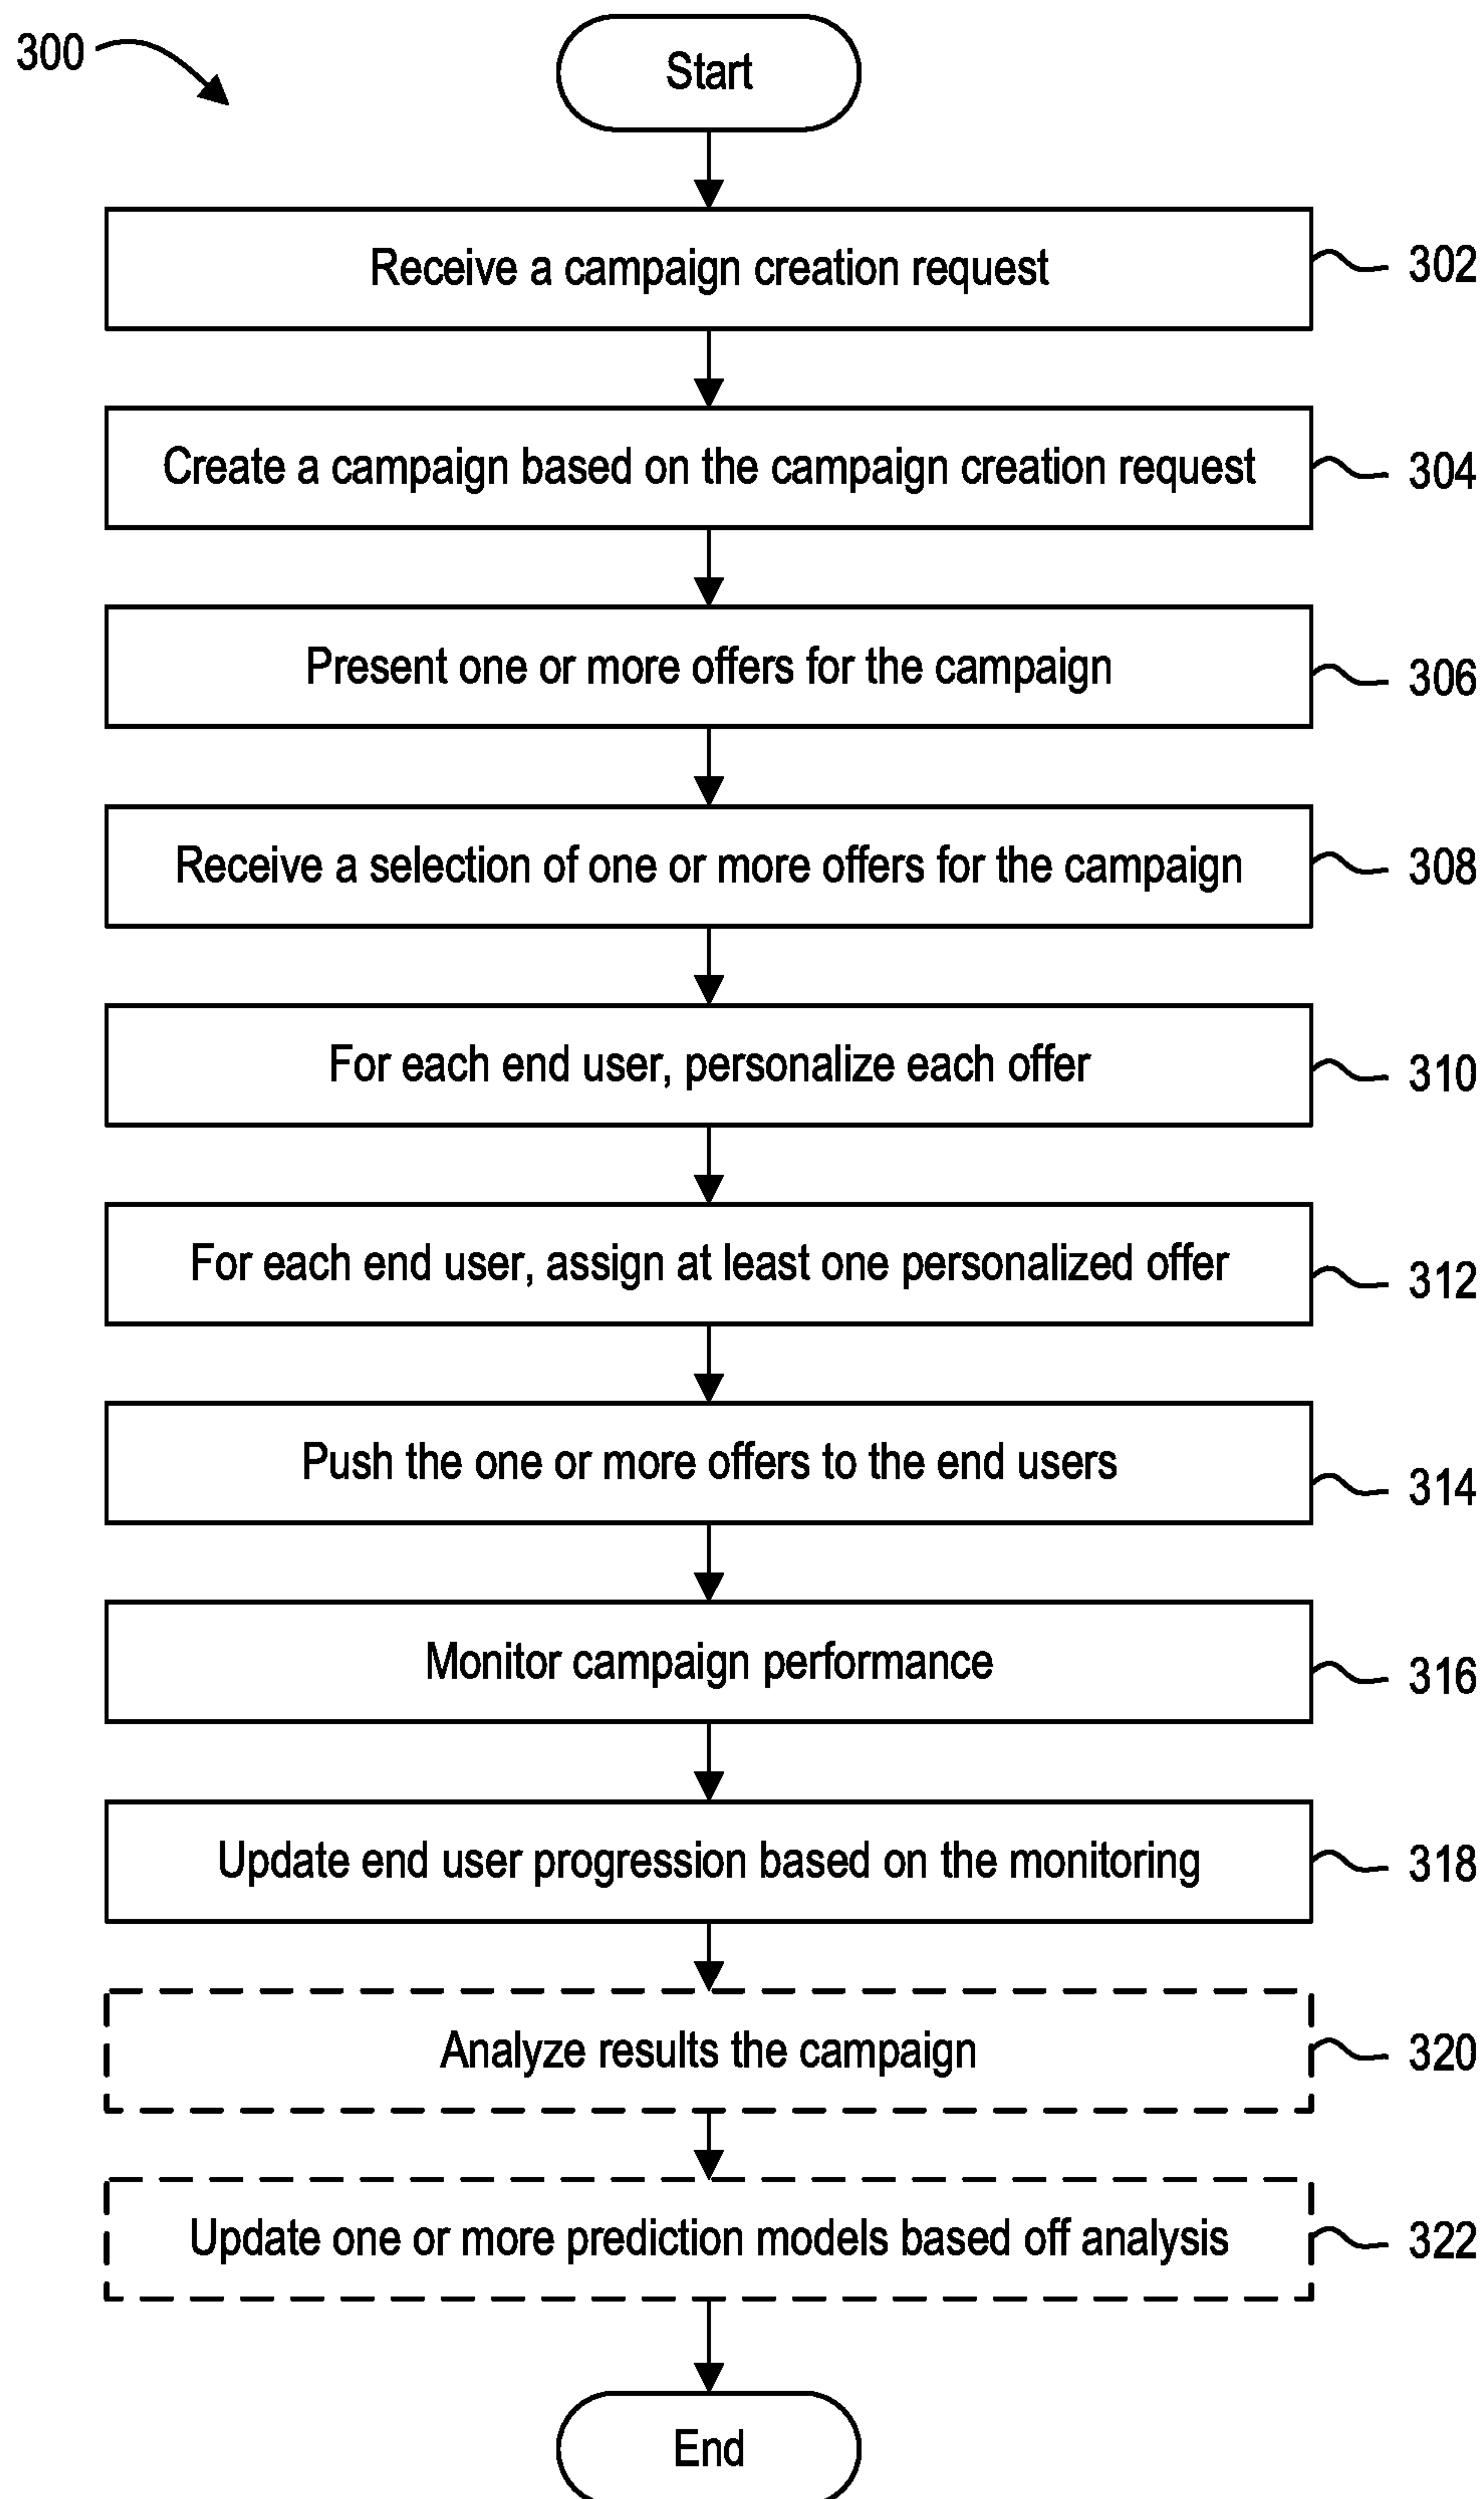 300
Start
Receive a campaign creation request
302
Create a campaign based on the campaign creation request
304
Present one or more offers for the campaign
306
Receive a selection of one or more offers for the campaign
308
For each end user, personalize each offer
310
For each end user, assign at least one personalized offer
312
Push the one or more offers to the end users
314
Monitor campaign performance
316
Update end user progression based on the monitoring
318
Analyze results the campaign
320
Update one or more prediction models based off analysis
322
End